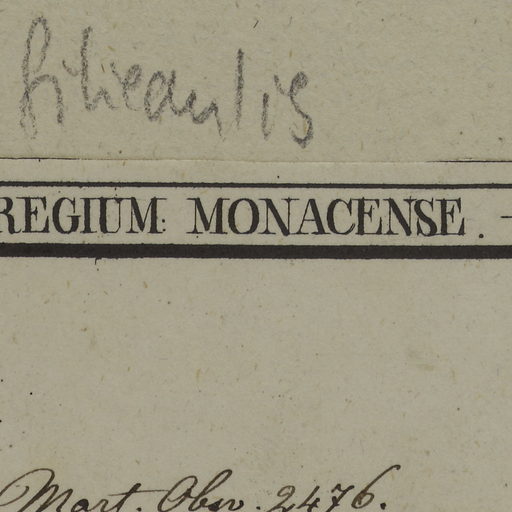 filicaulis
REGIUM MONACENSE.
Mart. Obs. 2476.